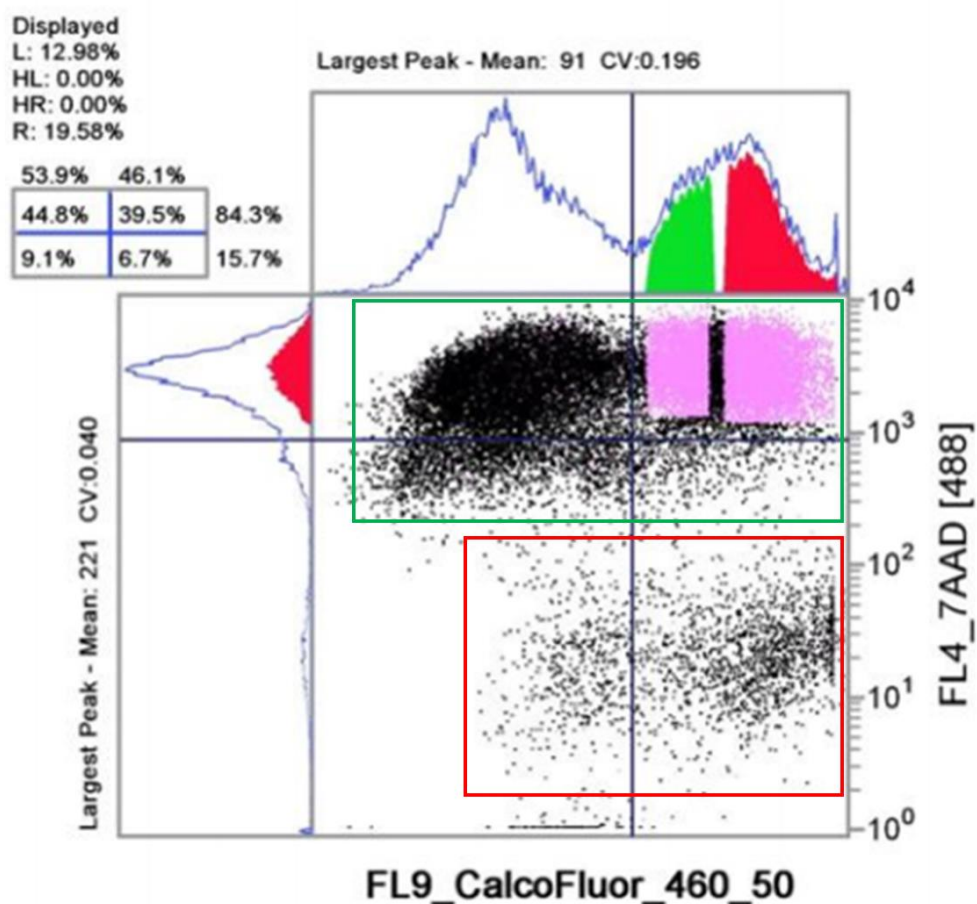 Displayed
L: 12.98%
HL: 0.00%
HR: 0.00%
R: 19.58%
Largest Peak - Mean: 91 CV:0.196
53.9% 46.1%
44.8% 39.5% 84.3%
9.1% 6.7% 15.7%
Largest Peak - Mean: 221 CV:0.040
10⁴
10³
10²
10¹
10⁰
FL4_7AAD [488]
FL9_CalcoFluor_460_50